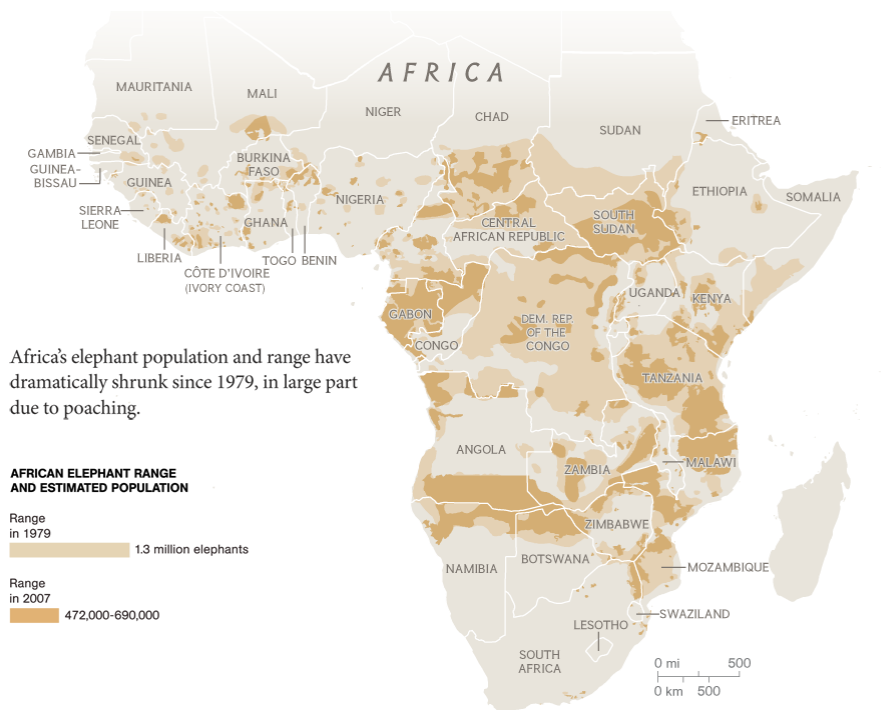 AFRICA
MAURITANIA
MALI
NIGER
CHAD
SUDAN
ERITREA
SENEGAL
GAMBIA
GUINEA-
BISSAU
GUINEA
BURKINA
FASO
NIGERIA
ETHIOPIA
SOMALIA
SIERRA
LEONE
GHANA
CENTRAL
AFRICAN REPUBLIC
SOUTH
SUDAN
LIBERIA
TOGO
BENIN
CÔTE D'IVOIRE
(IVORY COAST)
UGANDA
KENYA
GABON
CONGO
DEM. REP.
OF THE
CONGO
TANZANIA
Africa's elephant population and range have
dramatically shrunk since 1979, in large part
due to poaching.
ANGOLA
ZAMBIA
MALAWI
AFRICAN ELEPHANT RANGE
AND ESTIMATED POPULATION
Range
in 1979
1.3 million elephants
Range
in 2007
472,000-690,000
ZIMBABWE
NAMIBIA
BOTSWANA
MOZAMBIQUE
SWAZILAND
LESOTHO
SOUTH
AFRICA
0 mi 500
0 km 500